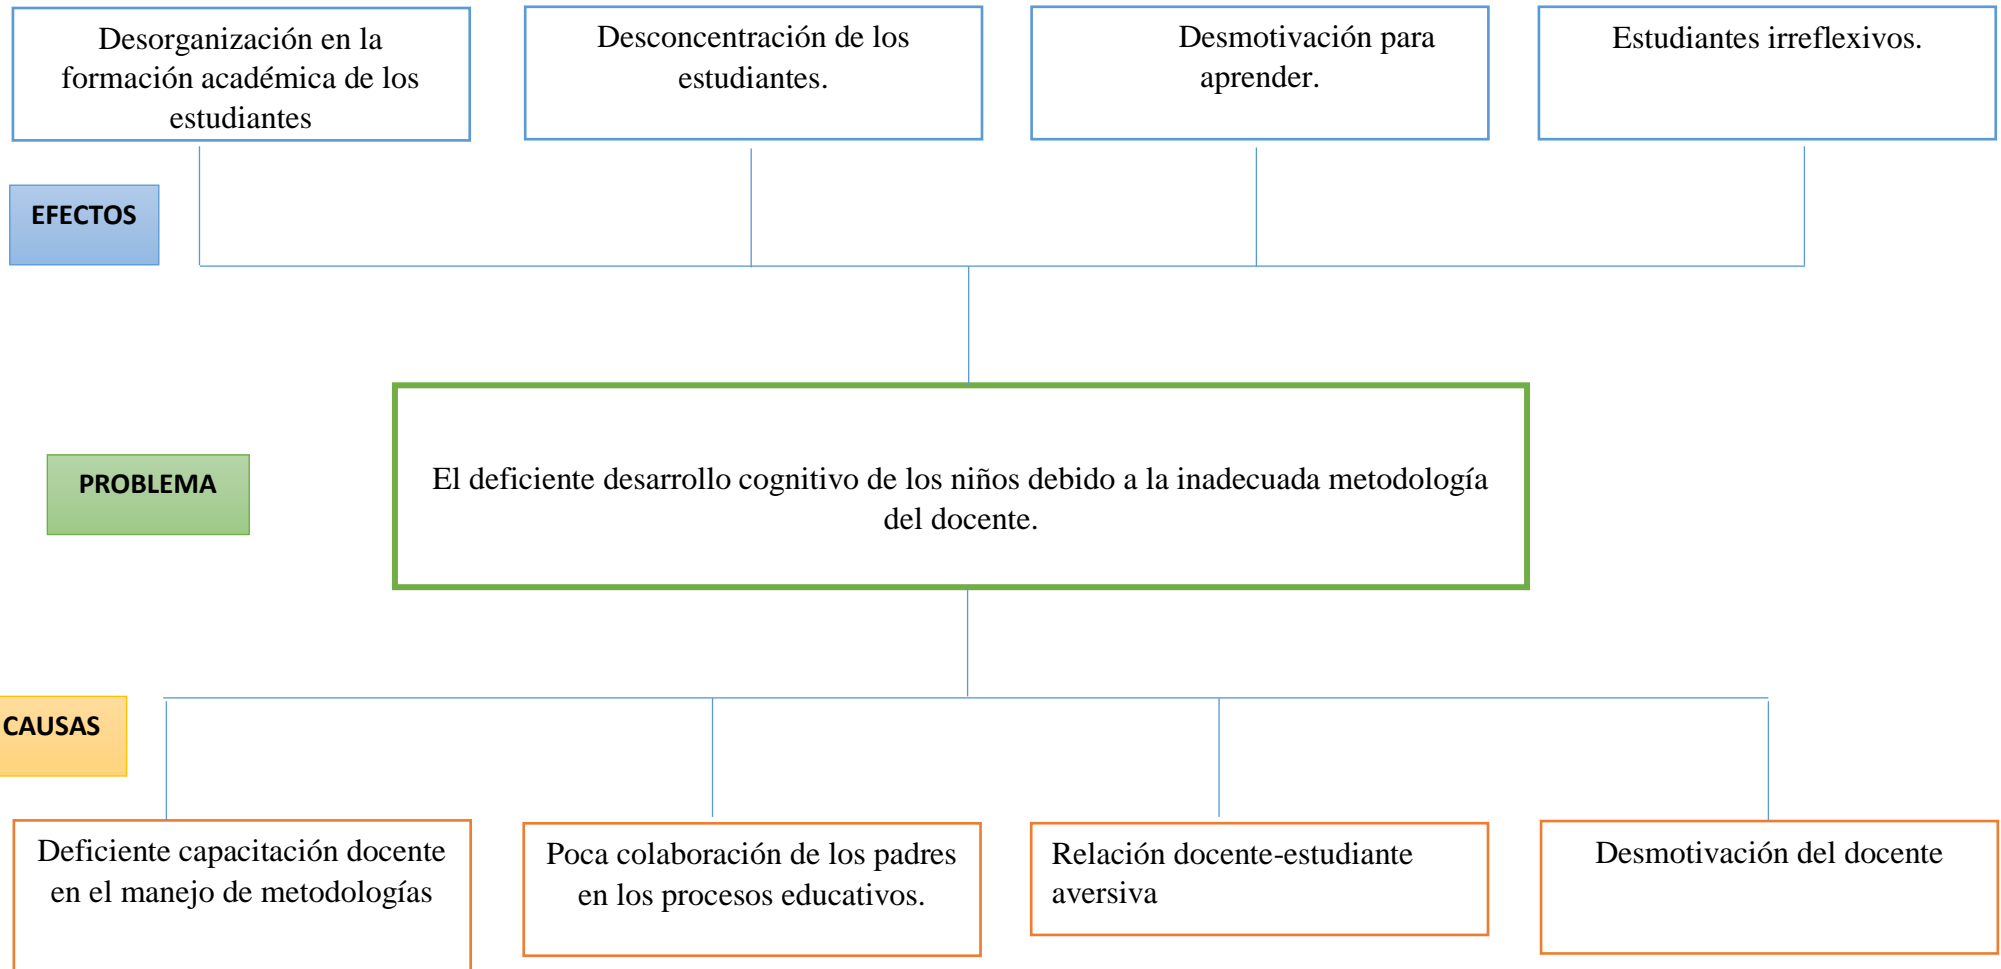 Desorganización en la
formación académica de los
estudiantes
Desconcentración de los
estudiantes.
Desmotivación para
aprender.
Estudiantes irreflexivos.
EFECTOS
PROBLEMA
El deficiente desarrollo cognitivo de los niños debido a la inadecuada metodología
del docente.
CAUSAS
Deficiente capacitación docente
en el manejo de metodologías
Poca colaboración de los padres
en los procesos educativos.
Relación docente-estudiante
aversiva
Desmotivación del docente